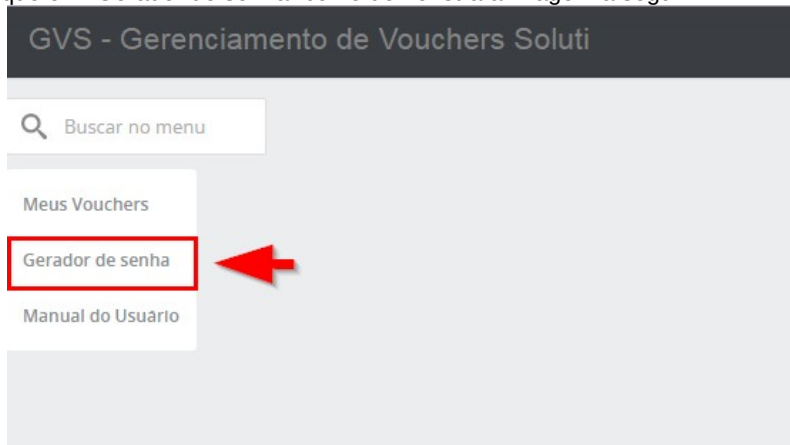 GVS - Gerenciamento de Vouchers Soluti
Buscar no menu
Meus Vouchers
Gerador de senha
Manual do Usuário